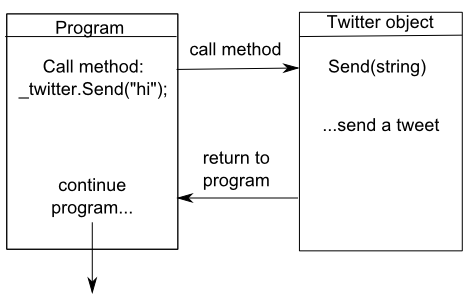 Program
Call method:
_twitter.Send("hi");
continue
program...
call method
return to
program
Twitter object
Send(string)
...send a tweet